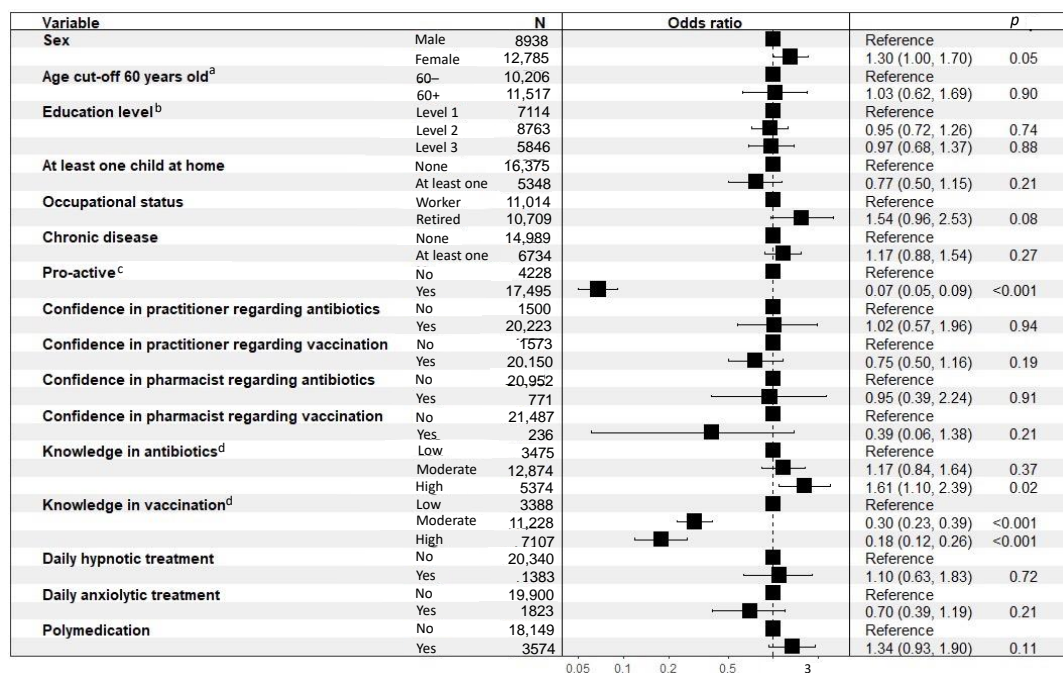 Variable N Odds ratio p
Sex Male 8938 Reference
Female 12,785 1.30 (1.00, 1.70) 0.05
Age cut-off 60 years old a 60– 10,206 Reference
60+ 11,517 1.03 (0.62, 1.69) 0.90
Education level b Level 1 7114 Reference
Level 2 8763 0.95 (0.72, 1.26) 0.74
Level 3 5846 0.97 (0.68, 1.37) 0.88
At least one child at home None 16,375 Reference
At least one 5348 0.77 (0.50, 1.15) 0.21
Occupational status Worker 11,014 Reference
Retired 10,709 1.54 (0.96, 2.53) 0.08
Chronic disease None 14,989 Reference
At least one 6734 1.17 (0.88, 1.54) 0.27
Pro-active c No 4228 Reference
Yes 17,495 0.07 (0.05, 0.09) <0.001
Confidence in practitioner regarding antibiotics No 1500 Reference
Yes 20,223 1.02 (0.57, 1.96) 0.94
Confidence in practitioner regarding vaccination No 1573 Reference
Yes 20.150 0.75 (0.50, 1.16) 0.19
Confidence in pharmacist regarding antibiotics No 20,952 Reference
Yes 771 0.95 (0.39, 2.24) 0.91
Confidence in pharmacist regarding vaccination No 21,487 Reference
Yes 236 0.39 (0.06, 1.38) 0.21
Knowledge in antibiotics d Low 3475 Reference
Moderate 12,874 1.17 (0.84, 1.64) 0.37
High 5374 1.61 (1.10, 2.39) 0.02
Knowledge in vaccination d Low 3388 Reference
Moderate 11,228 0.30 (0.23, 0.39) <0.001
High 7107 0.18 (0.12, 0.26) <0.001
Daily hypnotic treatment No 20,340 Reference
Yes 1383 1.10 (0.63, 1.83) 0.72
Daily anxiolytic treatment No 19,900 Reference
Yes 1823 0.70 (0.39, 1.19) 0.21
Polymedication No 18,149 Reference
Yes 3574 1.34 (0.93, 1.90) 0.11
0.05 0.1 0.2 0.5 3